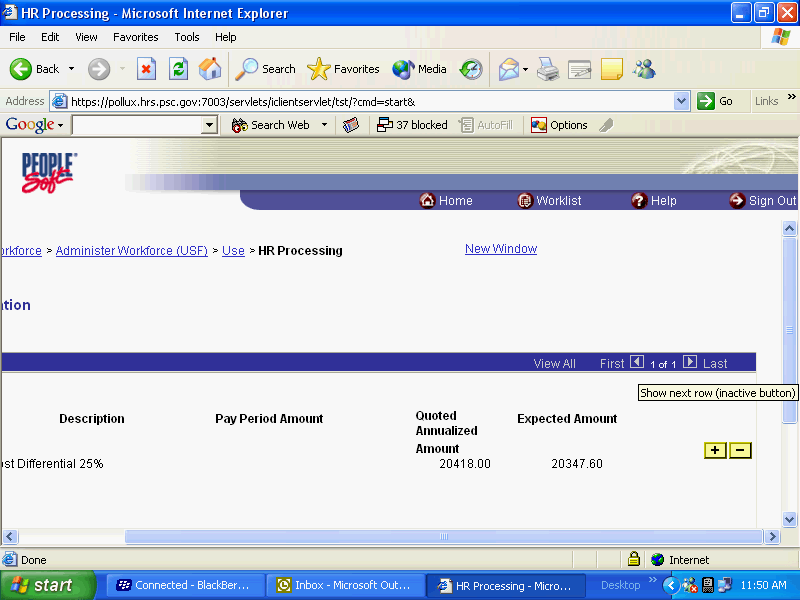 HR Processing - Microsoft Internet Explorer
File Edit View Favorites Tools Help
Back Search Favorites Media
Address https://pollux.hrs.psc.gov:7003/servlets/iclientservlet/tst/?cmd=start& Go Links »
Google Search Web 37 blocked AutoFill Options
PEOPLE
Soft
Home Worklist Help Sign Out
orkforce > Administer Workforce (USF) > Use > HR Processing New Window
ation
View All First 1 of 1 Last
Show next row (inactive button)
Description Pay Period Amount Quoted Annualized Amount Expected Amount
ost Differential 25% 20418.00 20347.60
+ -
Done Internet
start Connected - BlackBer... Inbox - Microsoft Out... HR Processing - Micro... Desktop » 11:50 AM